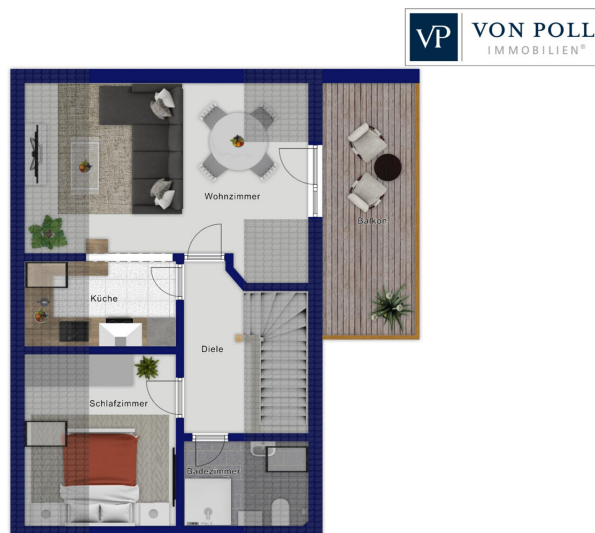 VP VON POLL
IMMOBILIEN®
Wohnzimmer
Balkon
Küche
Diele
Schlafzimmer
Badezimmer